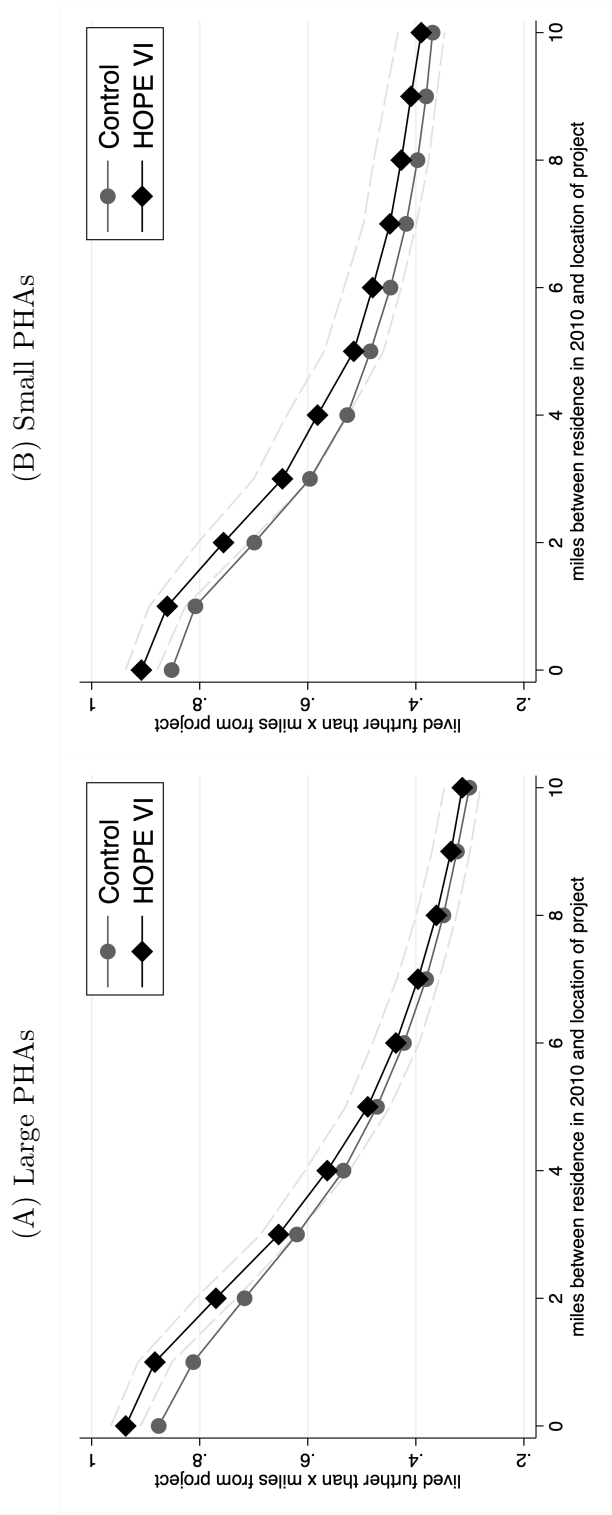 (A) Large PHAs
lived further than x miles from project
1
.8
.6
.4
.2
0
2
4
6
8
10
miles between residence in 2010 and location of project
Control
HOPE VI
(B) Small PHAs
lived further than x miles from project
1
.8
.6
.4
.2
0
2
4
6
8
10
miles between residence in 2010 and location of project
Control
HOPE VI